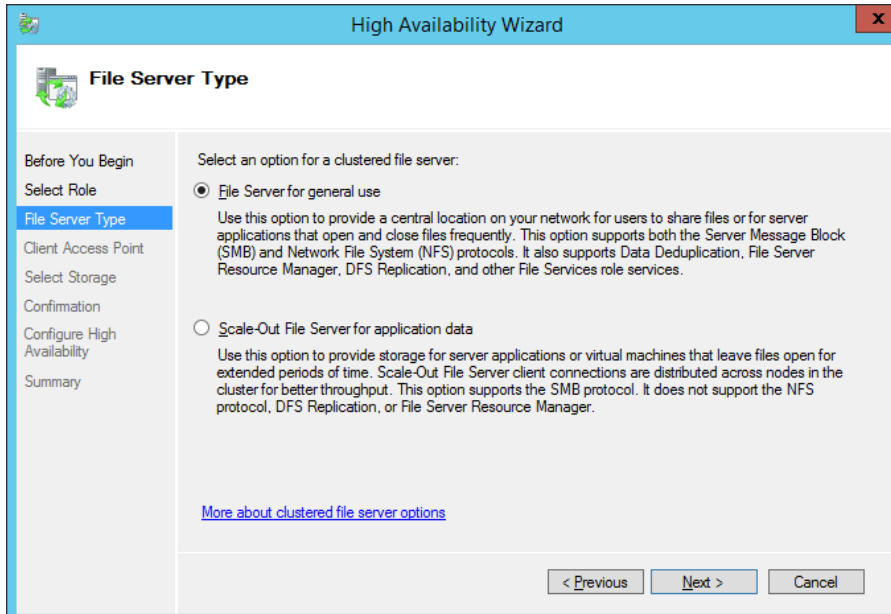 High Availability Wizard
x
File Server Type
Before You Begin
Select Role
File Server Type
Client Access Point
Select Storage
Confirmation
Configure High
Availability
Summary
Select an option for a clustered file server:
File Server for general use
Use this option to provide a central location on your network for users to share files or for server
applications that open and close files frequently. This option supports both the Server Message Block
(SMB) and Network File System (NFS) protocols. It also supports Data Deduplication, File Server
Resource Manager, DFS Replication, and other File Services role services.
Scale-Out File Server for application data
Use this option to provide storage for server applications or virtual machines that leave files open for
extended periods of time. Scale-Out File Server client connections are distributed across nodes in the
cluster for better throughput. This option supports the SMB protocol. It does not support the NFS
protocol, DFS Replication, or File Server Resource Manager.
More about clustered file server options
< Previous
Next >
Cancel